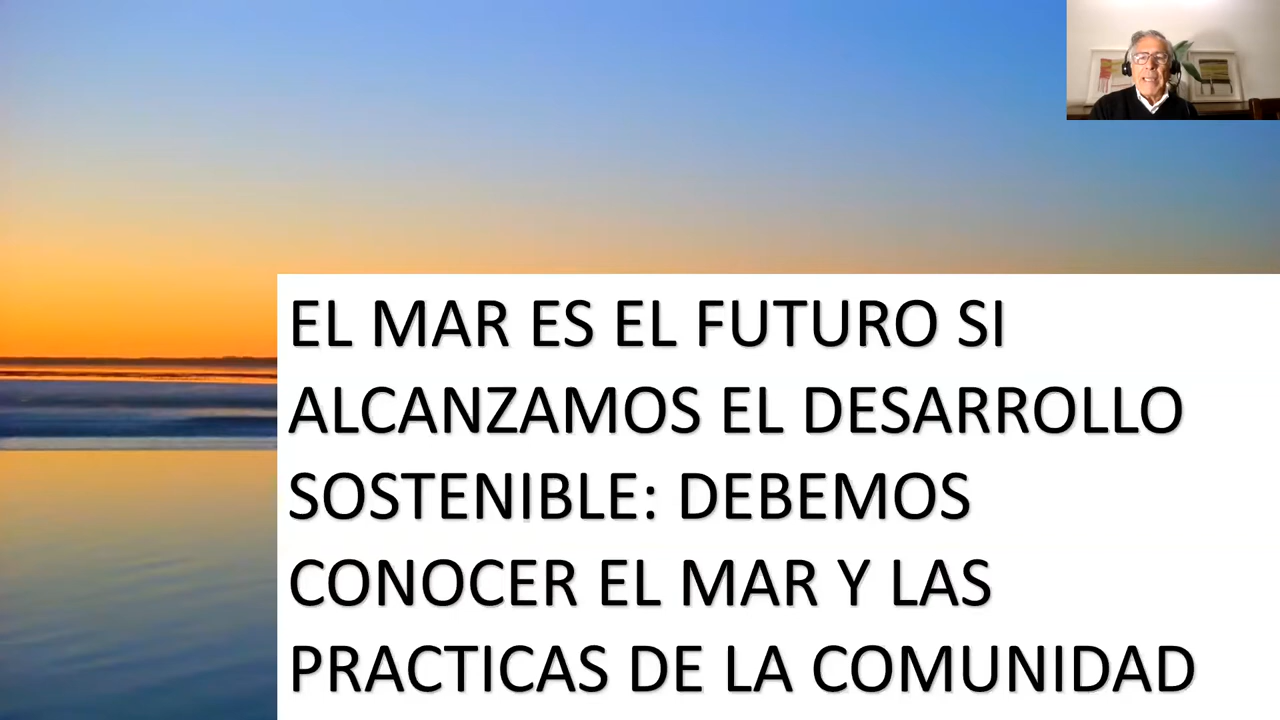 EL MAR ES EL FUTURO SI
ALCANZAMOS EL DESARROLLO
SOSTENIBLE: DEBEMOS
CONOCER EL MAR Y LAS
PRACTICAS DE LA COMUNIDAD